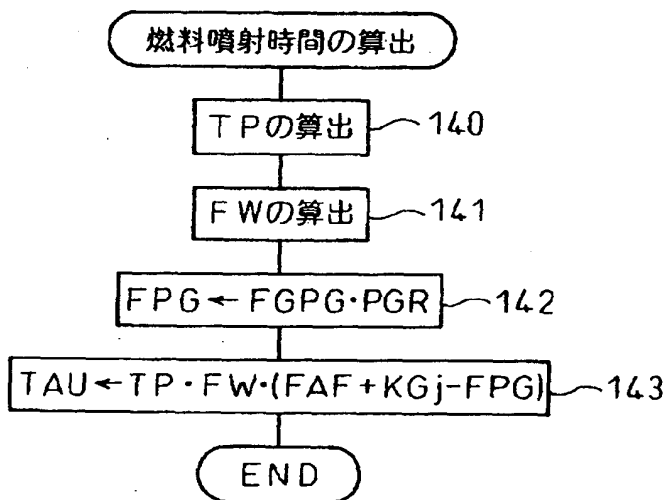 燃料噴射時間の算出
TPの算出 140
FWの算出 141
FPG←FGPG・PGR 142
TAU←TP・FW・(FAF+KGj-FPG) 143
END